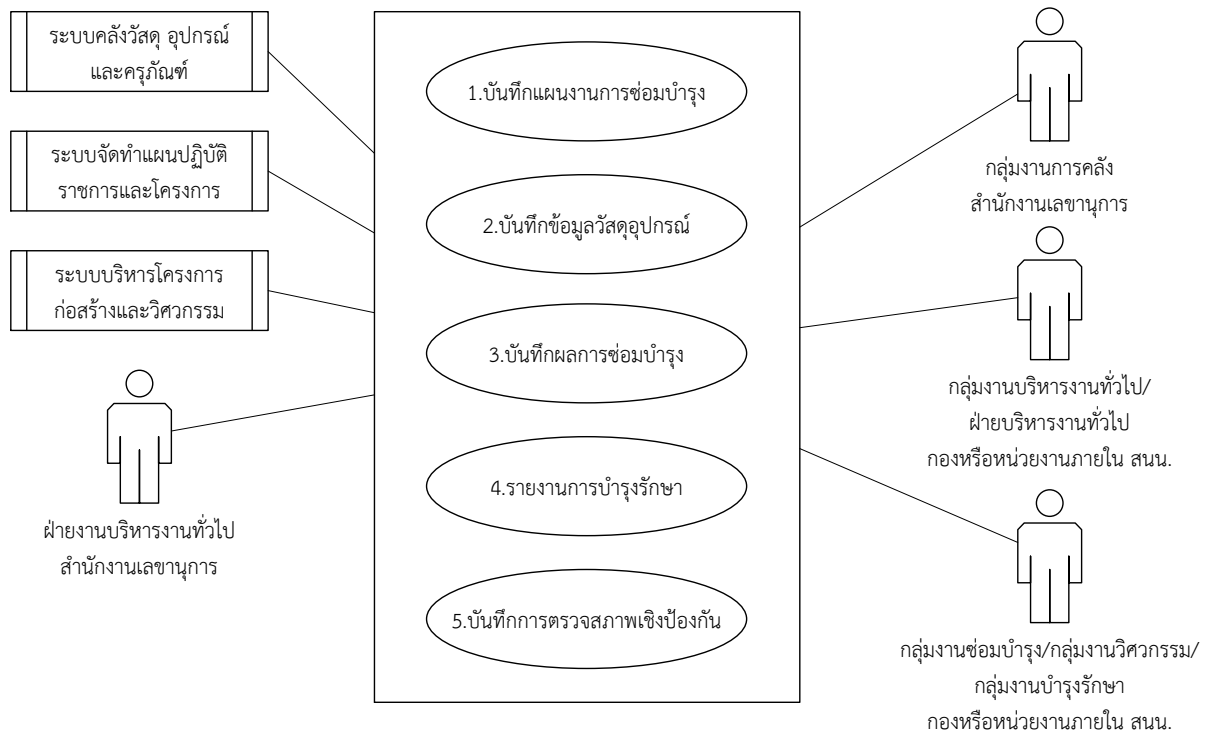 ระบบคลังวัสดุ อุปกรณ์
และครุภัณฑ์
ระบบจัดทำแผนปฏิบัติ
ราชการและโครงการ
ระบบบริหารโครงการ
ก่อสร้างและวิศวกรรม
ฝ่ายงานบริหารงานทั่วไป
สำนักงานเลขานุการ
1.บันทึกแผนงานการซ่อมบำรุง
2.บันทึกข้อมูลวัสดุอุปกรณ์
3.บันทึกผลการซ่อมบำรุง
4.รายงานการบำรุงรักษา
5.บันทึกการตรวจสภาพเชิงป้องกัน
กลุ่มงานการคลัง
สำนักงานเลขานุการ
กลุ่มงานบริหารงานทั่วไป/
ฝ่ายบริหารงานทั่วไป
กองหรือหน่วยงานภายใน สนน.
กลุ่มงานซ่อมบำรุง/กลุ่มงานวิศวกรรม/
กลุ่มงานบำรุงรักษา
กองหรือหน่วยงานภายใน สนน.